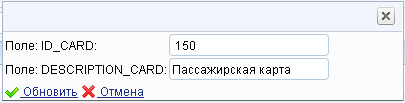 Поле: ID_CARD: 150
Поле: DESCRIPTION_CARD: Пассажирская карта
Обновить Отмена